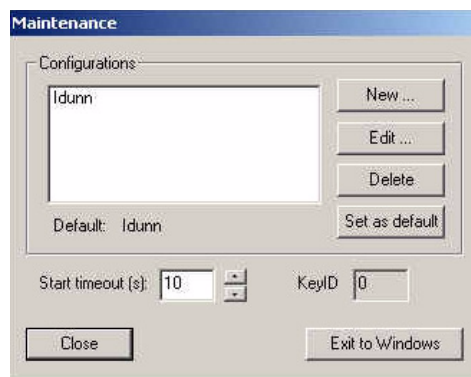 Maintenance
Configurations
Idunn
New ...
Edit ...
Delete
Default: Idunn
Set as default
Start timeout (s): 10
KeyID 0
Close
Exit to Windows